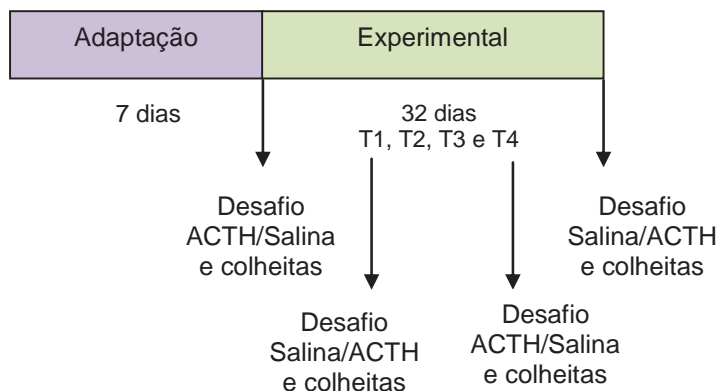 Adaptação
Experimental
7 dias
32 dias
T1, T2, T3 e T4
Desafio
ACTH/Salina
e colheitas
Desafio
Salina/ACTH
e colheitas
Desafio
Salina/ACTH
e colheitas
Desafio
ACTH/Salina
e colheitas